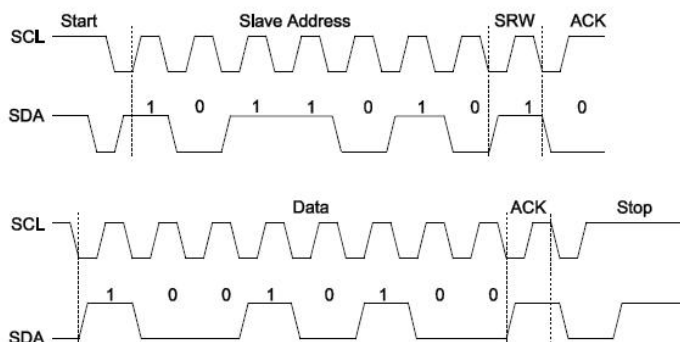 Start Slave Address SRW ACK
SCL
1 0 1 1 0 1 0 1 0
SDA
Data ACK Stop
SCL
1 0 0 1 0 1 0 0
SDA